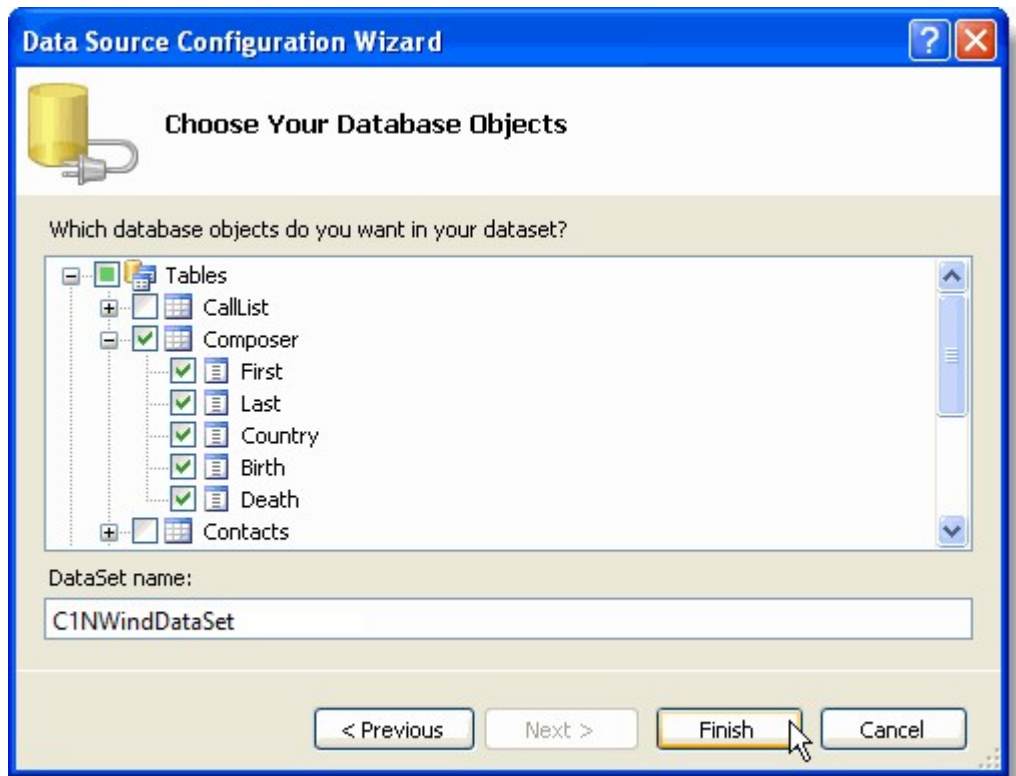 Data Source Configuration Wizard
Choose Your Database Objects
Which database objects do you want in your dataset?
Tables
CallList
Composer
First
Last
Country
Birth
Death
Contacts
DataSet name:
C1NWindDataSet
< Previous Next > Finish Cancel